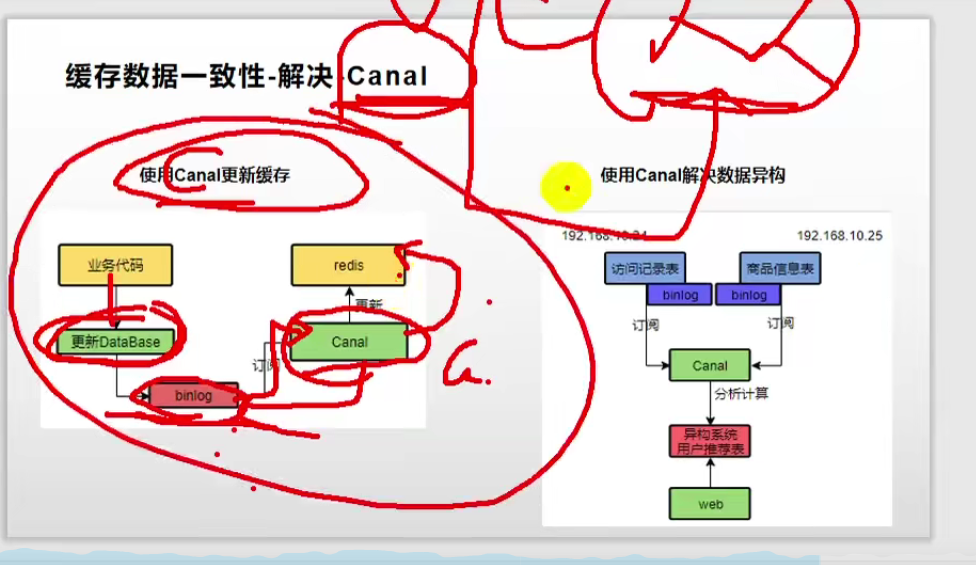 缓存数据一致性-解决-Canal
使用Canal更新缓存
业务代码
redis
更新
更新DataBase
Canal
订阅
binlog
使用Canal解决数据异构
192.168.10.24
192.168.10.25
访问记录表
商品信息表
binlog
binlog
订阅
订阅
Canal
分析计算
异构系统
用户推荐表
web